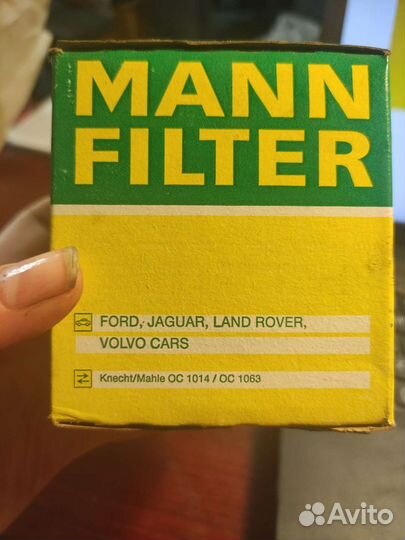 MANN
FILTER
FORD, JAGUAR, LAND ROVER,
VOLVO CARS
Knecht/Mahle OC 1014 / OC 1063
Avito